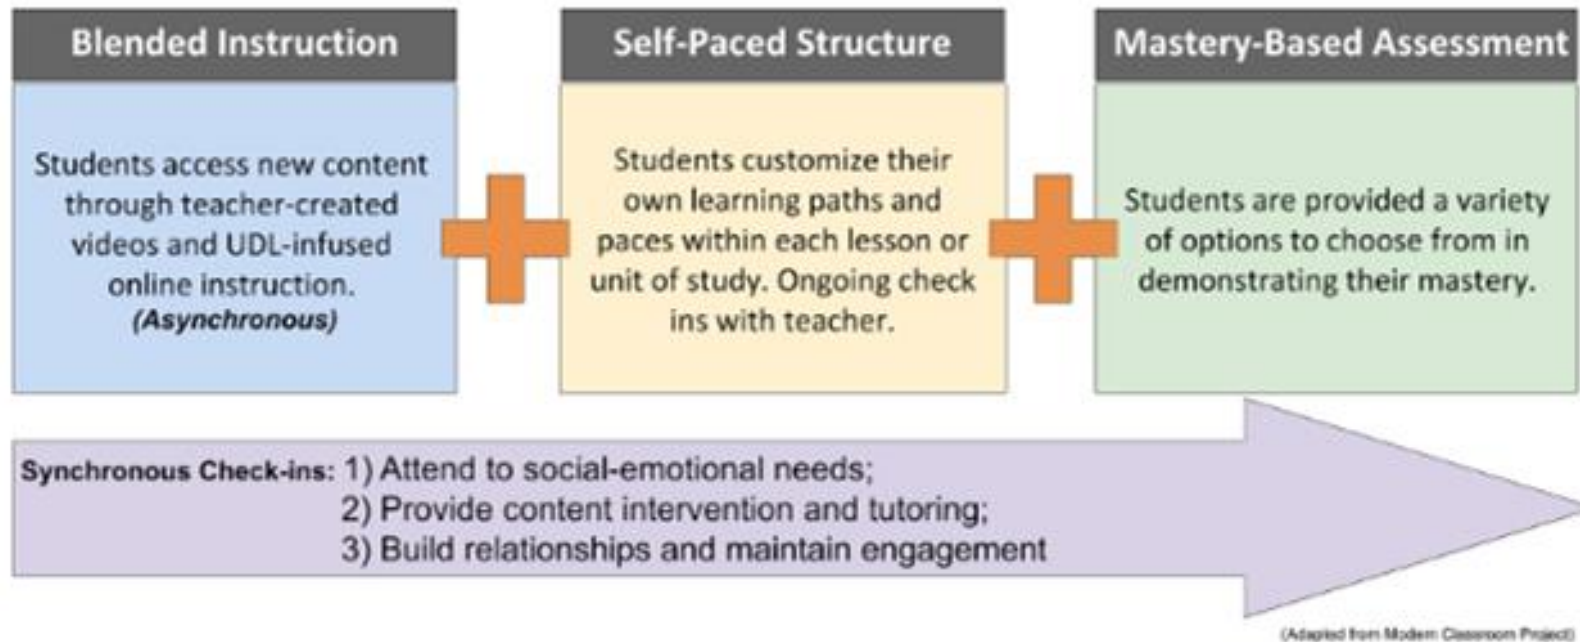 Blended Instruction
Students access new content
through teacher-created
videos and UDL-infused
online instruction.
(Asynchronous)
Self-Paced Structure
Students customize their
own learning paths and
paces within each lesson or
unit of study. Ongoing check
ins with teacher.
Mastery-Based Assessment
Students are provided a variety
of options to choose from in
demonstrating their mastery.
Synchronous Check-ins: 1) Attend to social-emotional needs;
2) Provide content intervention and tutoring;
3) Build relationships and maintain engagement
(Adapted from Modern Classroom Project)